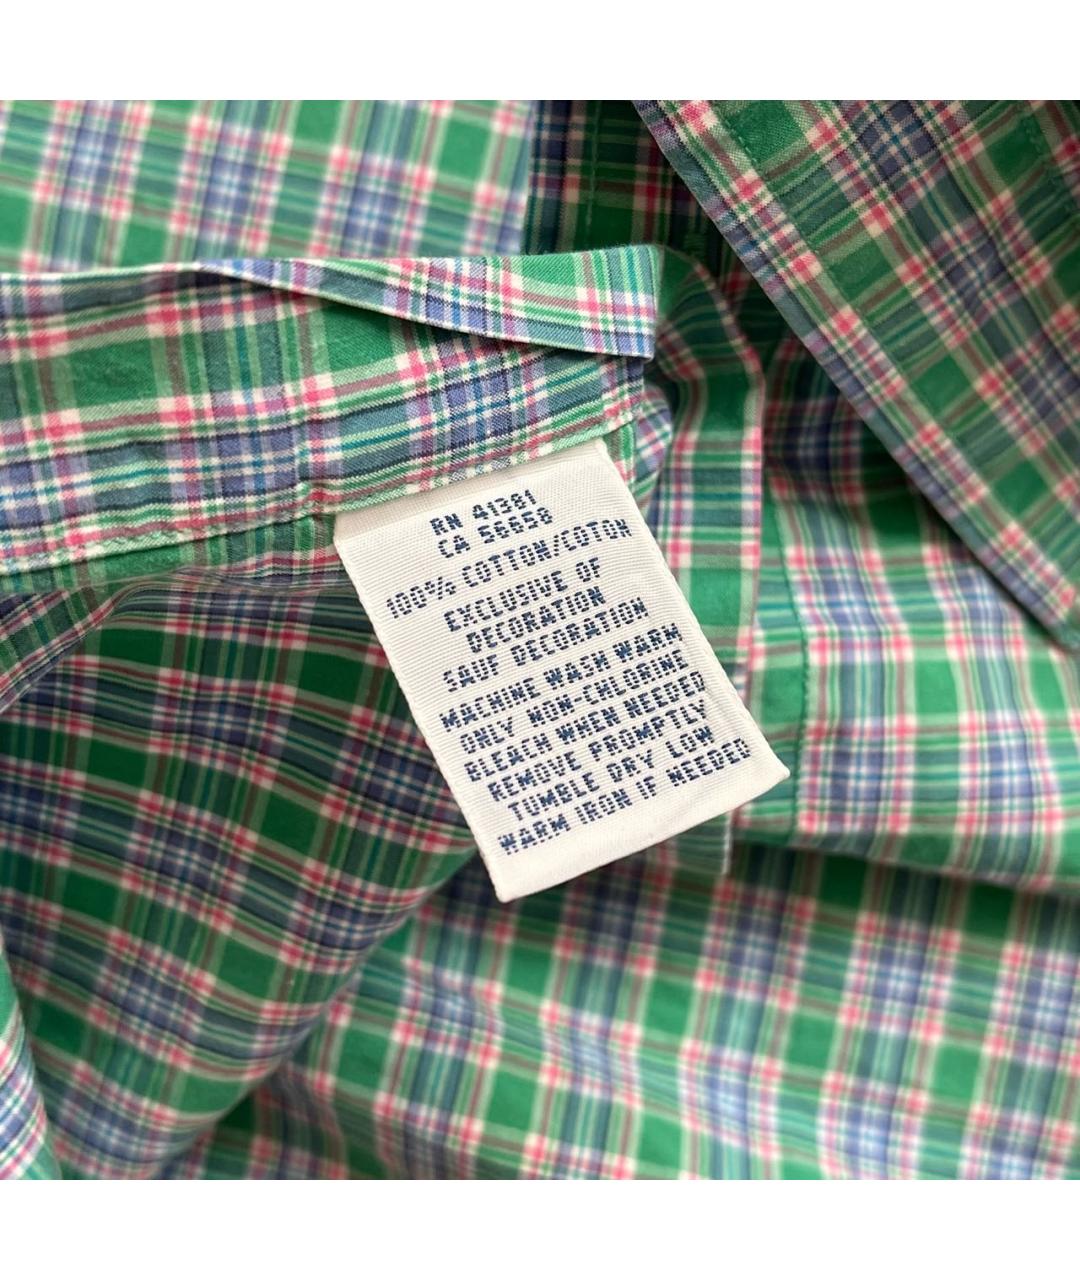 RN 41381
CA 56658
100% COTTON/COTON
EXCLUSIVE OF
DECORATION
SAUF DECORATION
MACHINE WASH WARM
ONLY NON-CHLORINE
BLEACH WHEN NEEDED
REMOVE PROMPTLY
TUMBLE DRY LOW
WARM IRON IF NEEDED